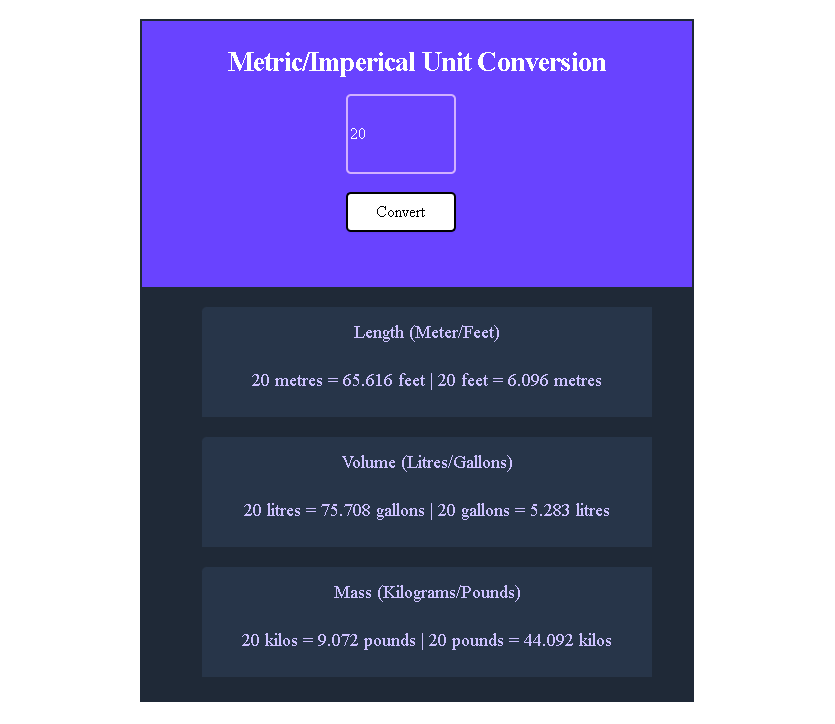 Metric/Imperical Unit Conversion
20
Convert
Length (Meter/Feet)
20 metres = 65.616 feet | 20 feet = 6.096 metres
Volume (Litres/Gallons)
20 litres = 75.708 gallons | 20 gallons = 5.283 litres
Mass (Kilograms/Pounds)
20 kilos = 9.072 pounds | 20 pounds = 44.092 kilos